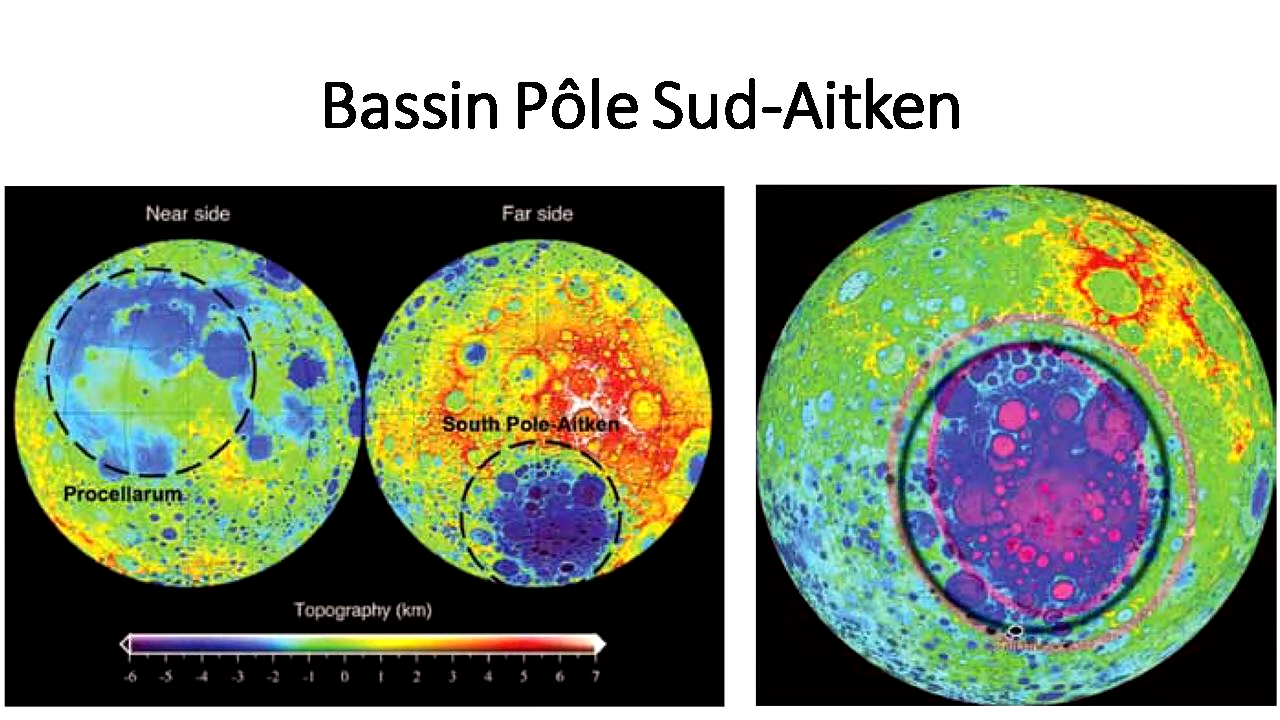 Bassin Pôle Sud-Aitken
Near side
Far side
South Pole-Aitken
Procellarum
Topography (km)
-6 -5 -4 -3 -2 -1 0 1 2 3 4 5 6 7